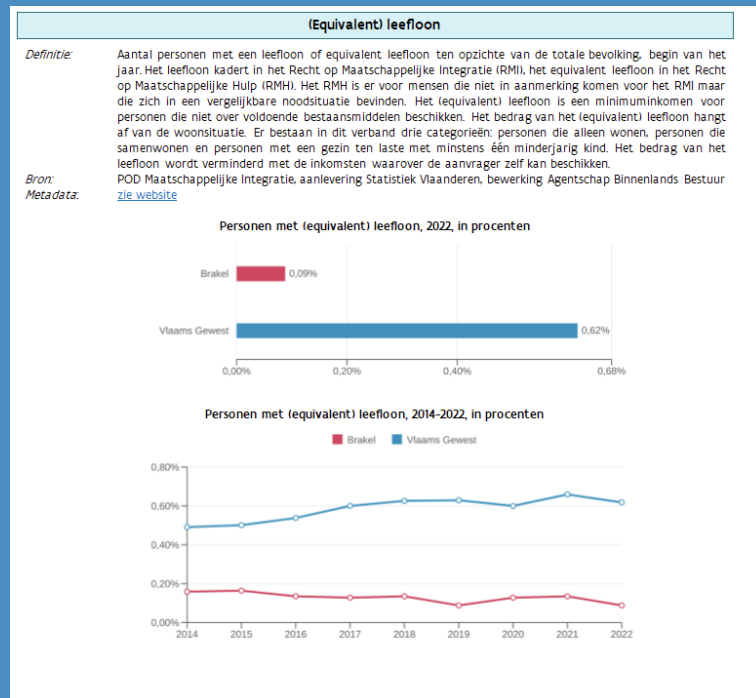 (Equivalent) leefloon
Definitie: Aantal personen met een leefloon of equivalent leefloon ten opzichte van de totale bevolking, begin van het
jaar. Het leefloon kadert in het Recht op Maatschappelijke Integratie (RMI), het equivalent leefloon in het Recht
op Maatschappelijke Hulp (RMH). Het RMH is er voor mensen die niet in aanmerking komen voor het RMI maar
die zich in een vergelijkbare noodsituatie bevinden. Het (equivalent) leefloon is een minimuminkomen voor
personen die niet over voldoende bestaansmiddelen beschikken. Het bedrag van het (equivalent) leefloon hangt
af van de woonsituatie. Er bestaan in dit verband drie categorieën: personen die alleen wonen, personen die
samenwonen en personen met een gezin ten laste met minstens één minderjarig kind. Het bedrag van het
leefloon wordt verminderd met de inkomsten waarover de aanvrager zelf kan beschikken.
Bron: POD Maatschappelijke Integratie, aanlevering Statistiek Vlaanderen, bewerking Agentschap Binnenlands Bestuur
Metadata: zie website
Personen met (equivalent) leefloon, 2022, in procenten
Brakel 0,09%
Vlaams Gewest 0,62%
0,00% 0,20% 0,40% 0,68%
Personen met (equivalent) leefloon, 2014-2022, in procenten
Brakel Vlaams Gewest
0,80%
0,60%
0,40%
0,20%
0,00%
2014 2015 2016 2017 2018 2019 2020 2021 2022